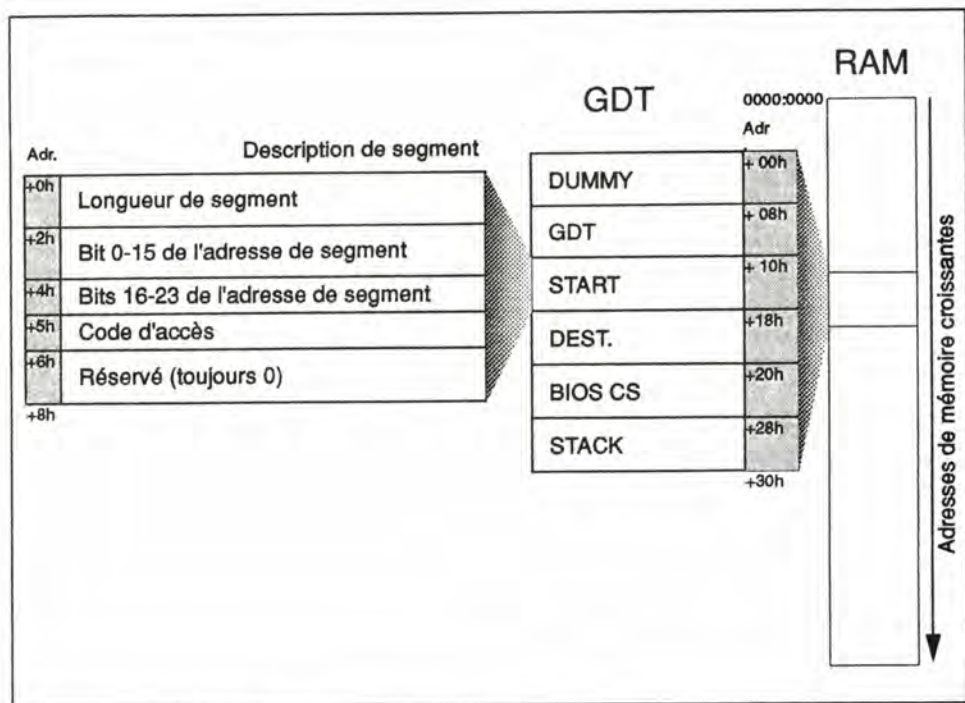 RAM
GDT
0000:0000
Adr
Adr.
Description de segment
+0h
Longueur de segment
+2h
Bit 0-15 de l'adresse de segment
+4h
Bits 16-23 de l'adresse de segment
+5h
Code d'accès
+6h
Réservé (toujours 0)
+8h
DUMMY
+ 00h
GDT
+ 08h
START
+ 10h
DEST.
+18h
BIOS CS
+20h
STACK
+28h
+30h
Adresses de mémoire croissantes